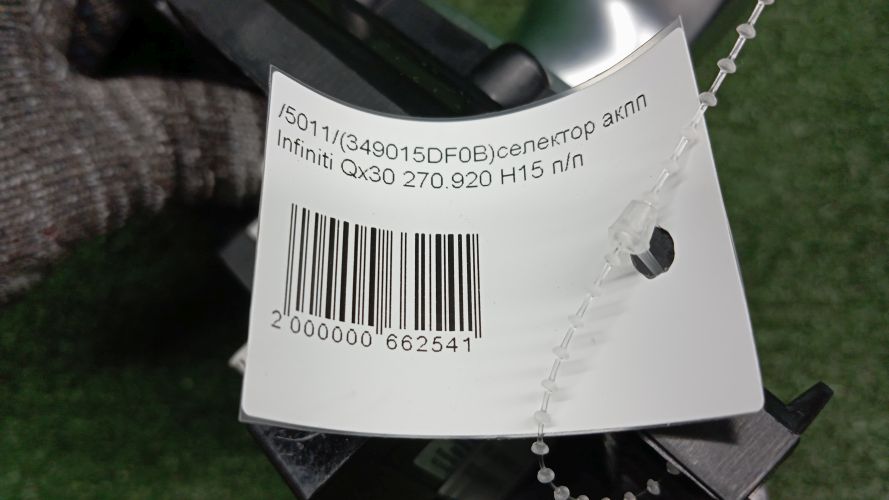 /5011/(349015DF0B)селектор акпп
Infiniti Qx30 270.920 H15 п/п
2 000000 662541